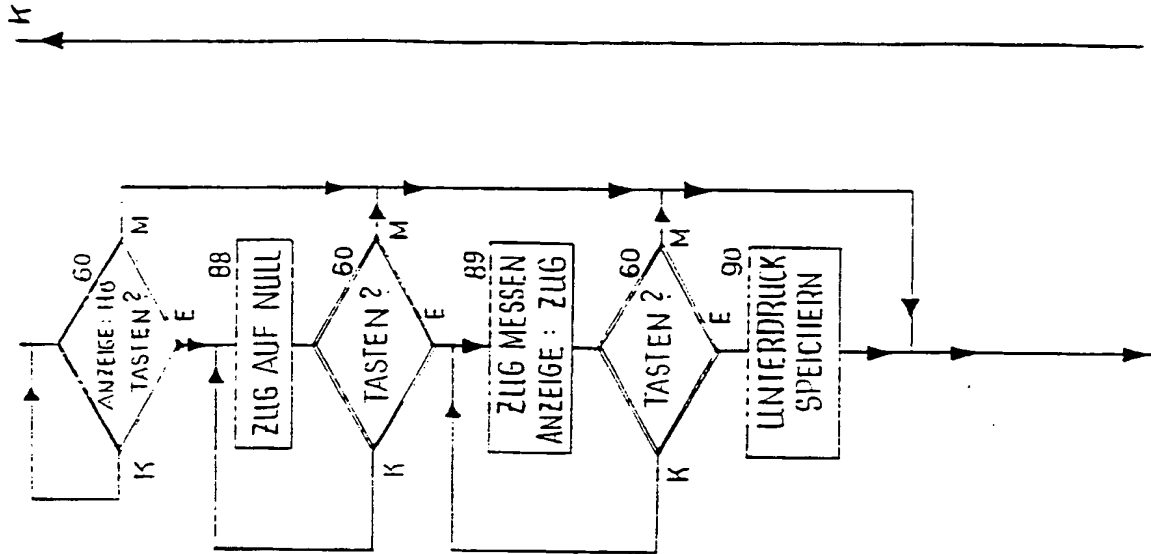 K
60
ANZEIGE:
TASTEN ?
K
M
E
88
ZUG AUF NULL
60
TASTEN ?
K
M
E
89
ZUG MESSEN
ANZEIGE : ZUG
60
TASTEN ?
K
M
E
90
UNTERDRUCK
SPEICHERN